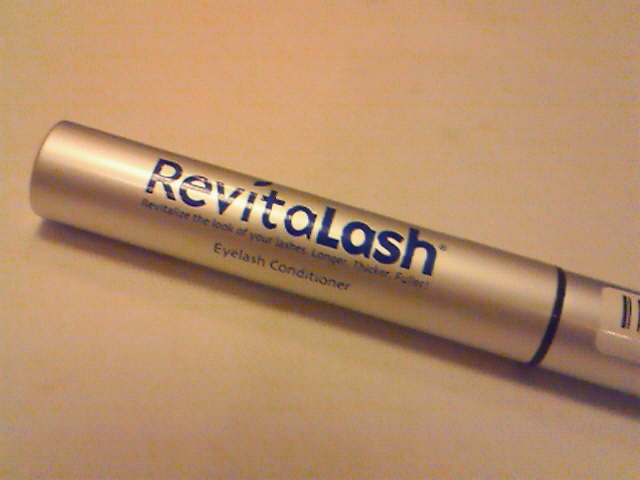 RevitaLash®
Revitalize the look of your lashes. Longer. Thicker. Fuller!
Eyelash Conditioner